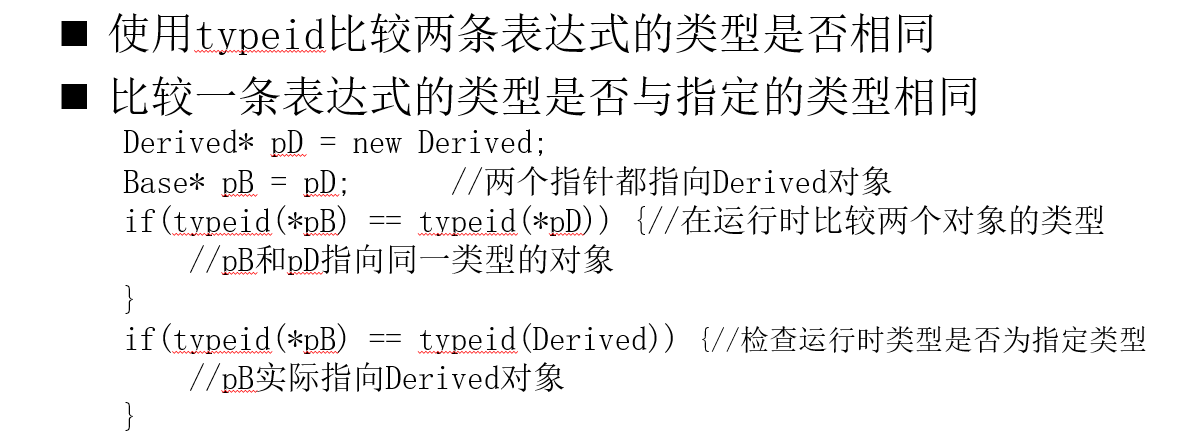 ■ 使用typeid比较两条表达式的类型是否相同
■ 比较一条表达式的类型是否与指定的类型相同
Derived* pD = new Derived;
Base* pB = pD; //两个指针都指向Derived对象
if(typeid(*pB) == typeid(*pD)) {//在运行时比较两个对象的类型
//pB和pD指向同一类型的对象
}
if(typeid(*pB) == typeid(Derived)) {//检查运行时类型是否为指定类型
//pB实际指向Derived对象
}